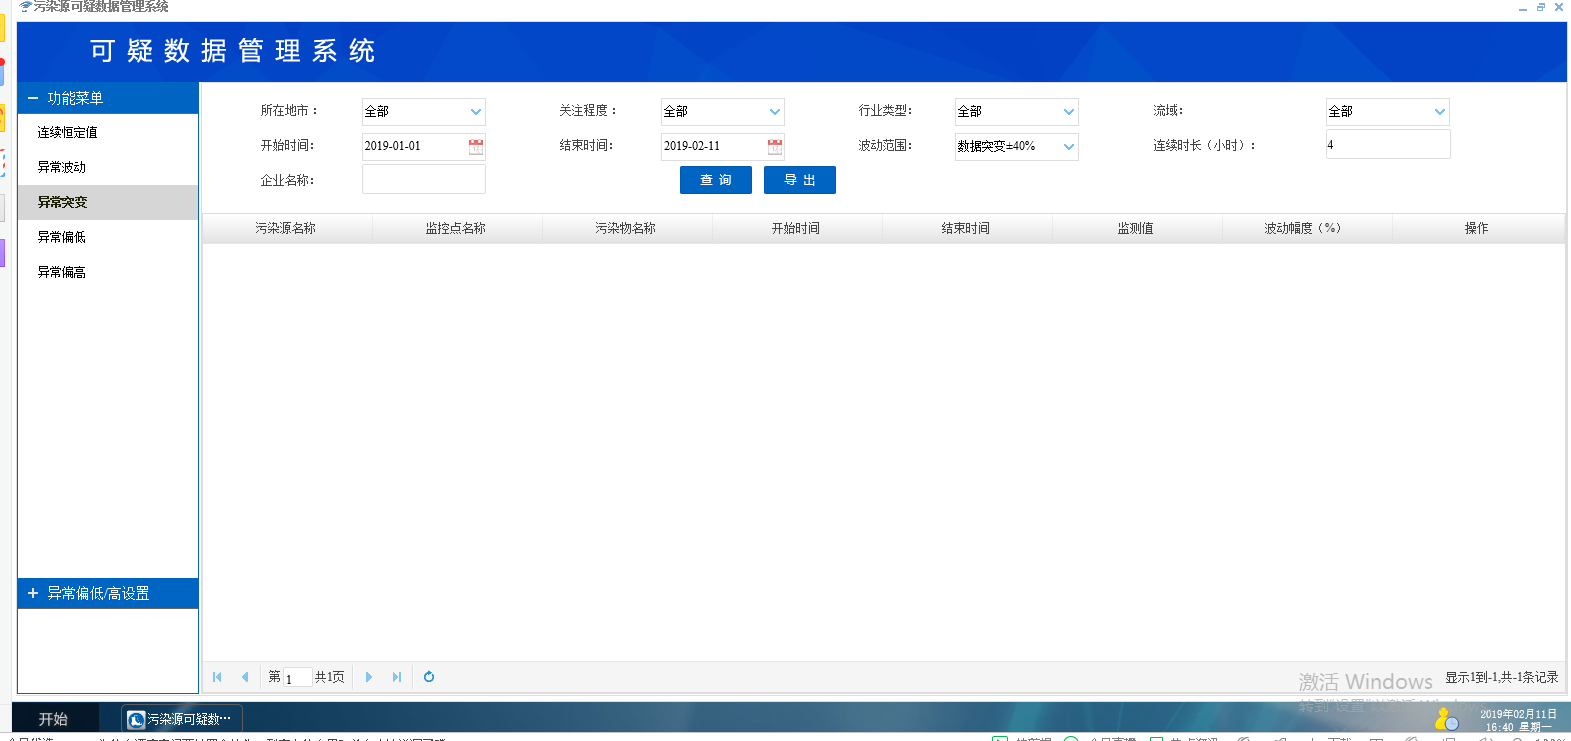 污染源可疑数据管理系统
可疑数据管理系统
功能菜单
连续恒定值
异常波动
异常突变
异常偏低
异常偏高
异常偏低/高设置
所在地市： 全部 关注程度： 全部 行业类型： 全部 流域： 全部
开始时间： 2019-01-01 结束时间： 2019-02-11 波动范围： 数据突变±40% 连续时长（小时）： 4
企业名称： 查 询 导 出
污染源名称 监控点名称 污染物名称 开始时间 结束时间 监测值 波动幅度（%） 操作
第 1 共1页 显示1到-1,共-1条记录
激活 Windows
转到"设置"以激活 Windows
开始 污染源可疑数… 2019年02月11日
16:40 星期一